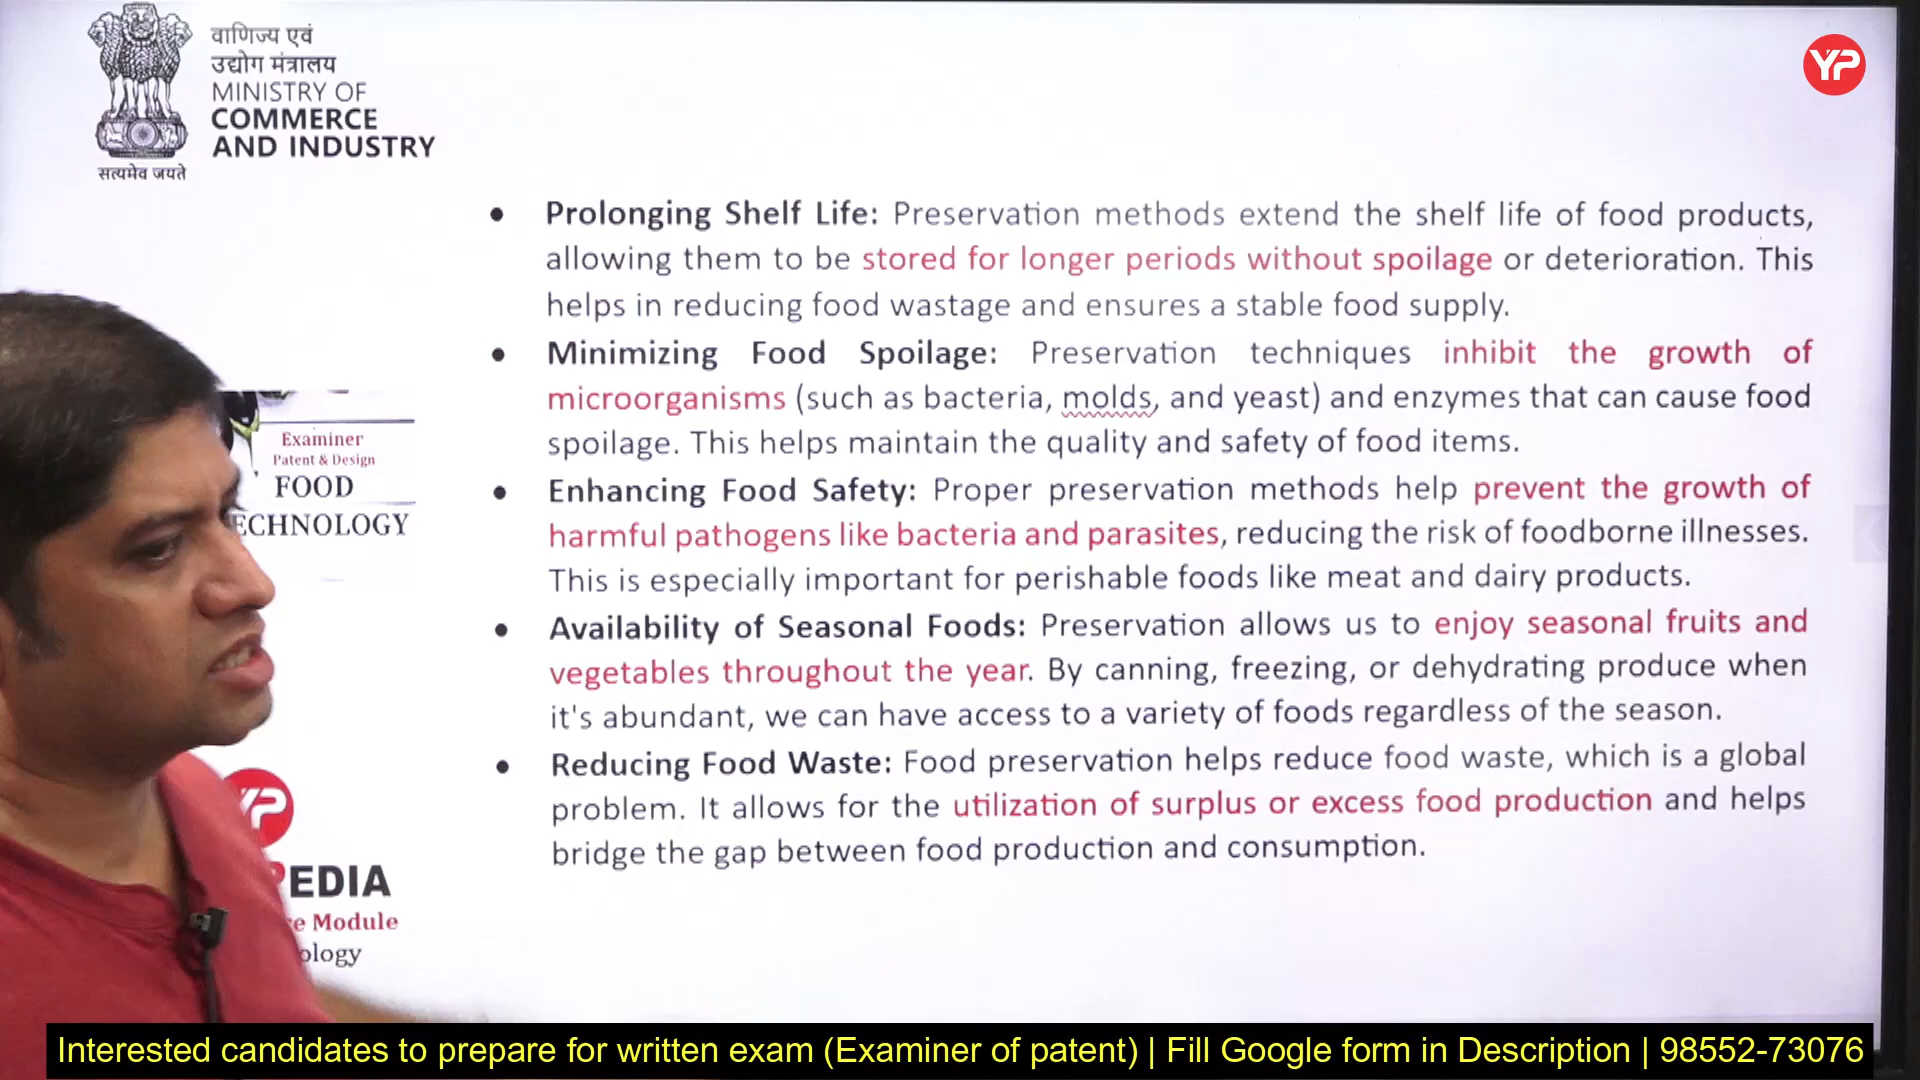 वाणिज्य एवं
उद्योग मंत्रालय
MINISTRY OF
COMMERCE
AND INDUSTRY
सत्यमेव जयते
YP
• Prolonging Shelf Life: Preservation methods extend the shelf life of food products,
allowing them to be stored for longer periods without spoilage or deterioration. This
helps in reducing food wastage and ensures a stable food supply.
• Minimizing Food Spoilage: Preservation techniques inhibit the growth of
microorganisms (such as bacteria, molds, and yeast) and enzymes that can cause food
spoilage. This helps maintain the quality and safety of food items.
• Enhancing Food Safety: Proper preservation methods help prevent the growth of
harmful pathogens like bacteria and parasites, reducing the risk of foodborne illnesses.
This is especially important for perishable foods like meat and dairy products.
• Availability of Seasonal Foods: Preservation allows us to enjoy seasonal fruits and
vegetables throughout the year. By canning, freezing, or dehydrating produce when
it's abundant, we can have access to a variety of foods regardless of the season.
• Reducing Food Waste: Food preservation helps reduce food waste, which is a global
problem. It allows for the utilization of surplus or excess food production and helps
bridge the gap between food production and consumption.
Examiner
Patent & Design
FOOD
ECHNOLOGY
YP
EDIA
e Module
ology
Interested candidates to prepare for written exam (Examiner of patent) | Fill Google form in Description | 98552-73076